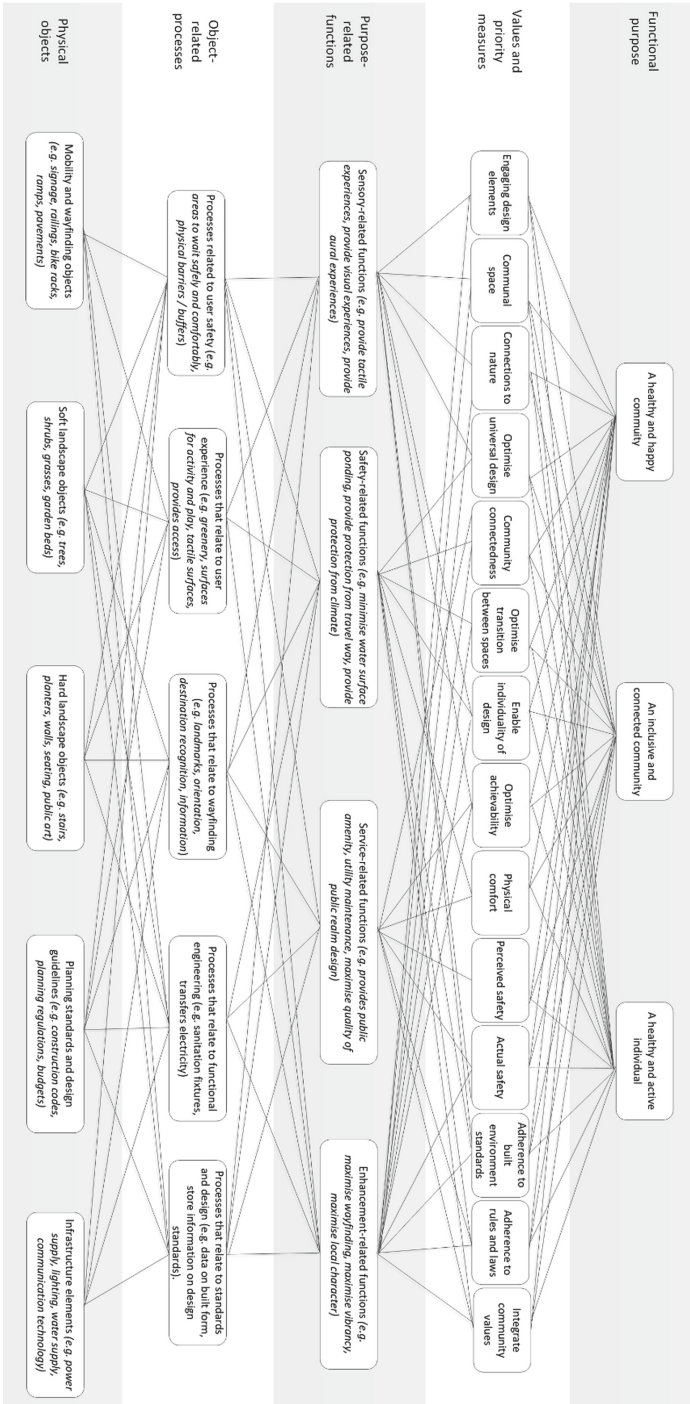 Functional
purpose
A healthy and happy
commuity
An inclusive and
connected community
A healthy and active
individual
Values and
priority
measures
Engaging design
elements
Communal
space
Connections to
nature
Optimise
universal design
Community
connectedness
Optimise
transition
between spaces
Enable
individuality of
design
Optimise
achievability
Physical
comfort
Perceived safety
Actual safety
Adherence to
built
environment
standards
Adherence to
rules and laws
Integrate
community
values
Purpose-
related
functions
Sensory-related functions (e.g. provide tactile
experiences, provide visual experiences, provide
aural experiences)
Safety-related functions (e.g. minimise water surface
ponding, provide protection from travel way, provide
protection from climate)
Service-related functions (e.g. provides public
amenity, utility maintenance, maximise quality of
public realm design)
Enhancement-related functions (e.g.
maximise wayfinding, maximise vibrancy,
maximise local character)
Object-
related
processes
Processes related to user safety (e.g.
areas to wait safely and comfortably,
physical barriers / buffers)
Processes that relate to user
experience (e.g. greenery, surfaces
for activity and play, tactile surfaces,
provides access)
Processes that relate to wayfinding
(e.g. landmarks, orientation,
destination recognition, information)
Processes that relate to functional
engineering (e.g. sanitation fixtures,
transfers electricity)
Processes that relate to standards
and design (e.g. data on built form,
store information on design
standards).
Physical
objects
Mobility and wayfinding objects
(e.g. signage, railings, bike racks,
ramps, pavements)
Soft landscape objects (e.g. trees,
shrubs, grasses, garden beds)
Hard landscape objects (e.g. stairs,
planters, walls, seating, public art)
Planning standards and design
guidelines (e.g. construction codes,
planning regulations, budgets)
Infrastructure elements (e.g. power
supply, lighting, water supply,
communication technology)